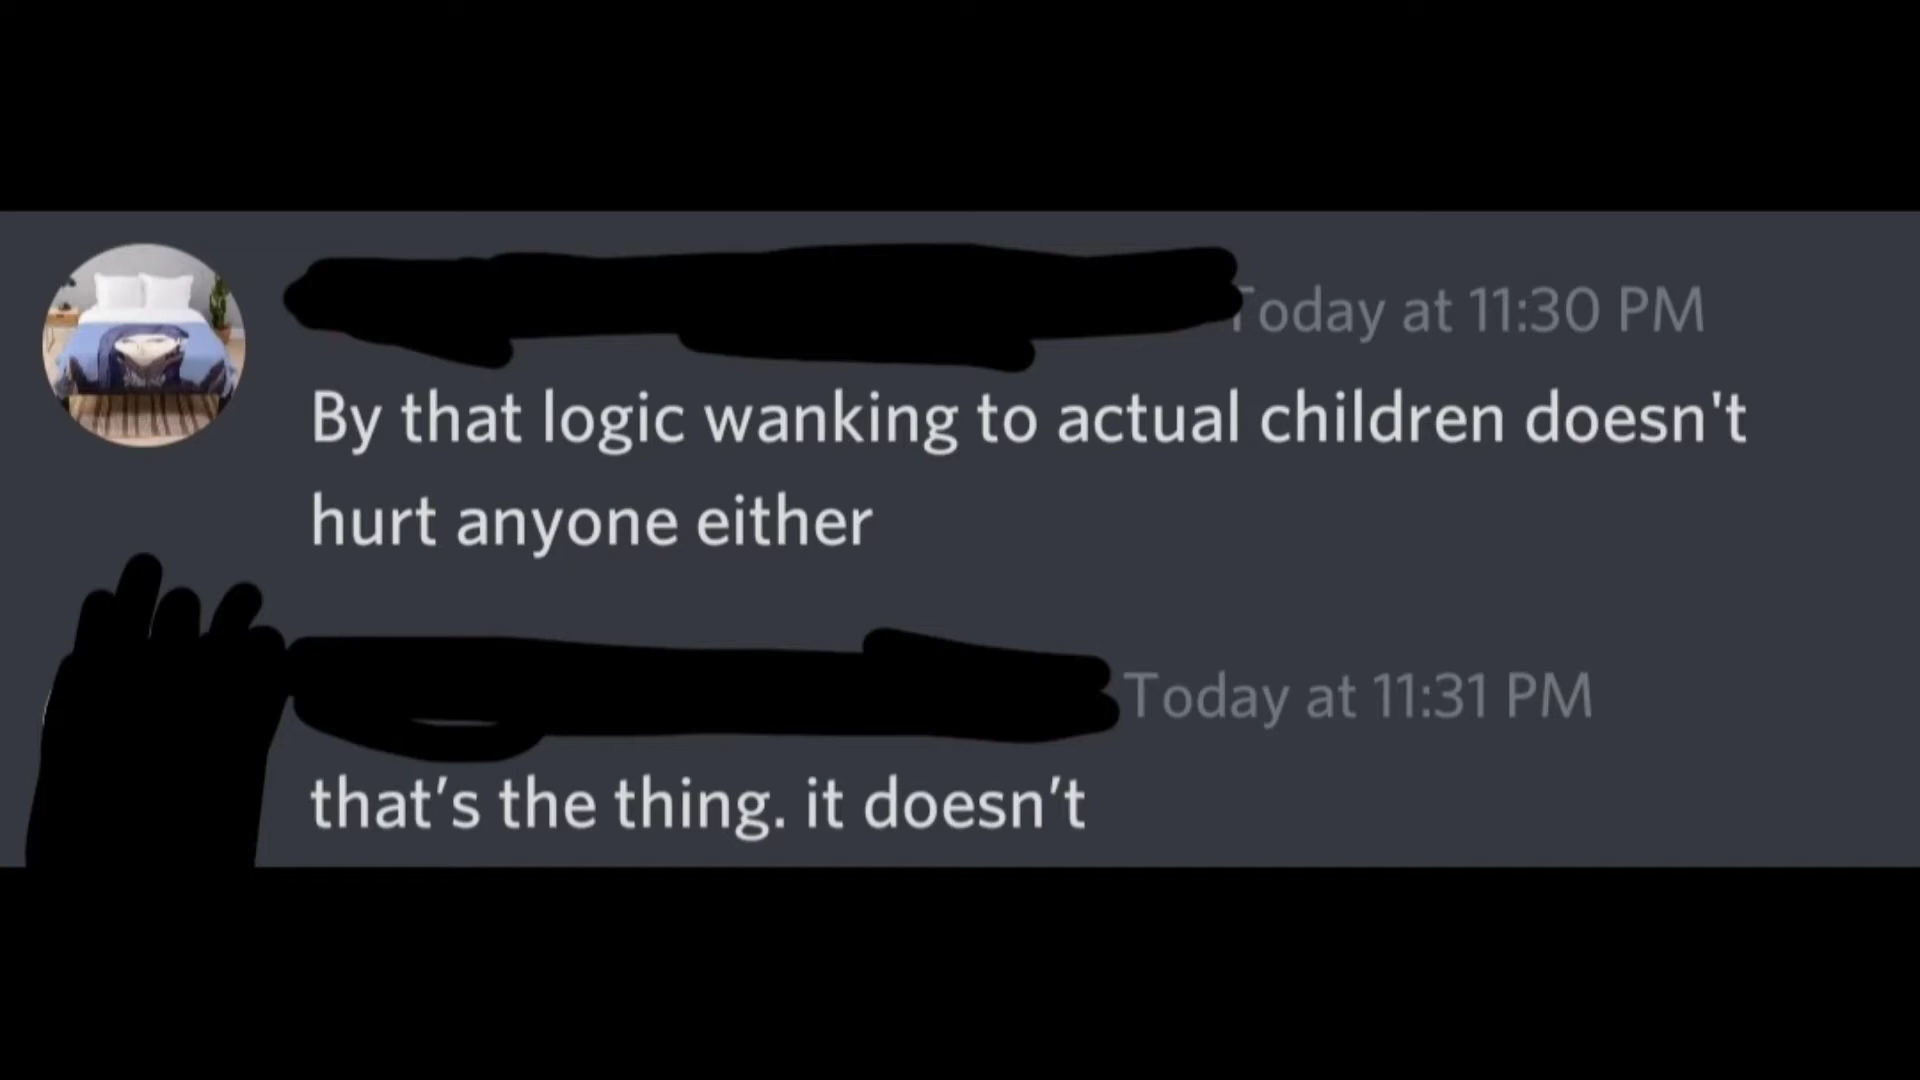 Today at 11:30 PM
By that logic wanking to actual children doesn't
hurt anyone either
Today at 11:31 PM
that’s the thing. it doesn’t